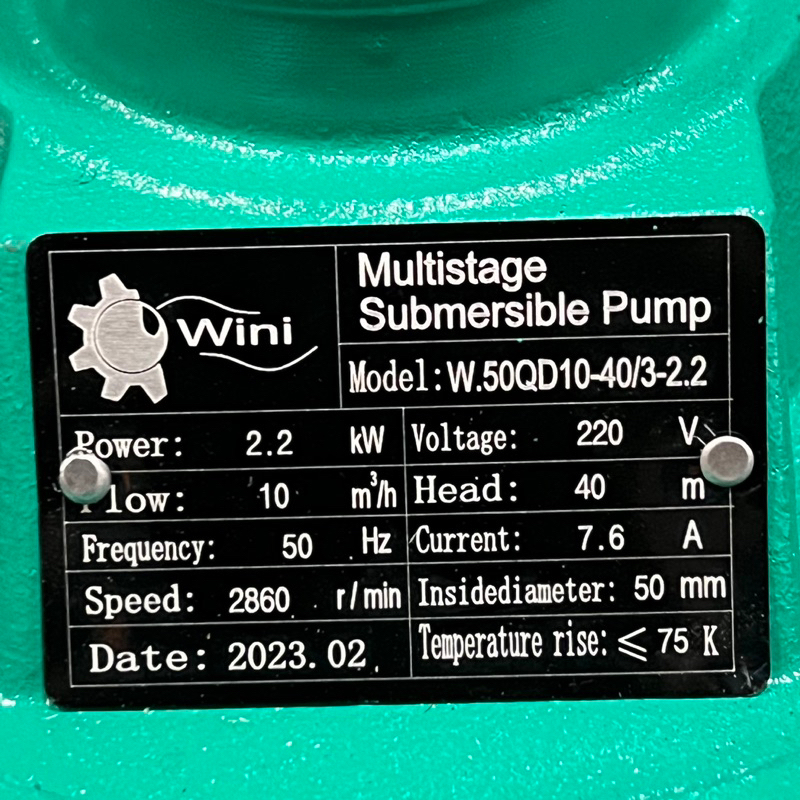 Wini
Multistage
Submersible Pump
Model: W.50QD10-40/3-2.2
Power: 2.2 kW
Voltage: 220 V
Flow: 10 m³/h
Head: 40 m
Frequency: 50 Hz
Current: 7.6 A
Speed: 2860 r/min
Insidediameter: 50 mm
Date: 2023.02.
Temperature rise: ≤ 75 K